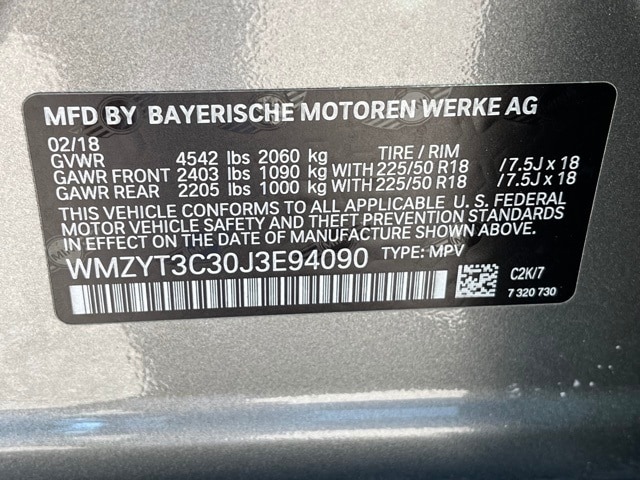 MFD BY BAYERISCHE MOTOREN WERKE AG
02/18
GVWR 4542 lbs 2060 kg TIRE / RIM
GAWR FRONT 2403 lbs 1090 kg WITH 225/50 R18 /7.5J x 18
GAWR REAR 2205 lbs 1000 kg WITH 225/50 R18 /7.5J x 18
THIS VEHICLE CONFORMS TO ALL APPLICABLE U. S. FEDERAL
MOTOR VEHICLE SAFETY, BUMPER, AND THEFT PREVENTION STANDARDS
IN EFFECT ON THE DATE OF MANUFACTURE SHOWN ABOVE.
WMZYT3C30J3E94090 TYPE: MPV
C2K/7
7 320 730